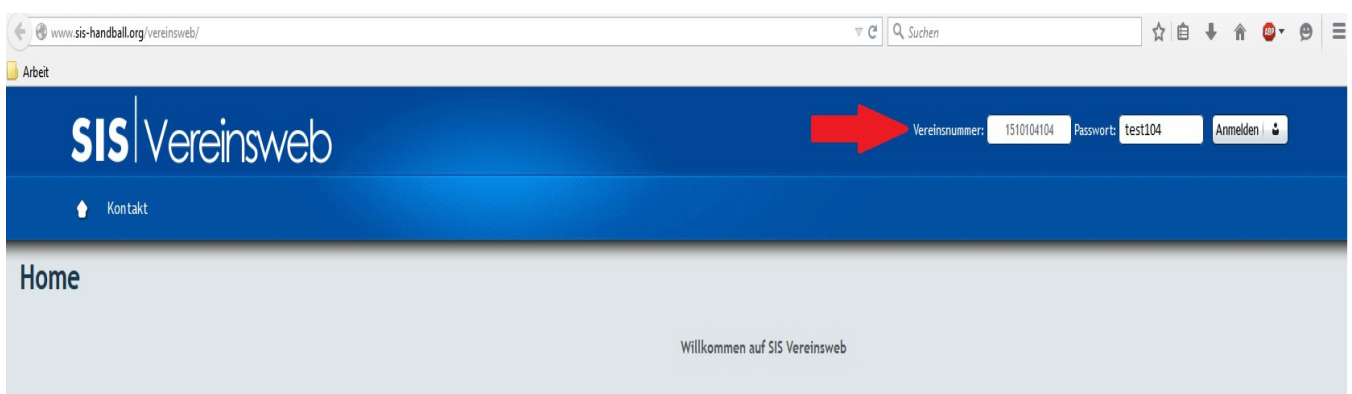 www.sis-handball.org/vereinsweb/
Suchen
ABP
Arbeit
SIS Vereinsweb
Vereinsnummer: 1510104104 Passwort: test104 Anmelden
Kontakt
Home
Willkommen auf SIS Vereinsweb